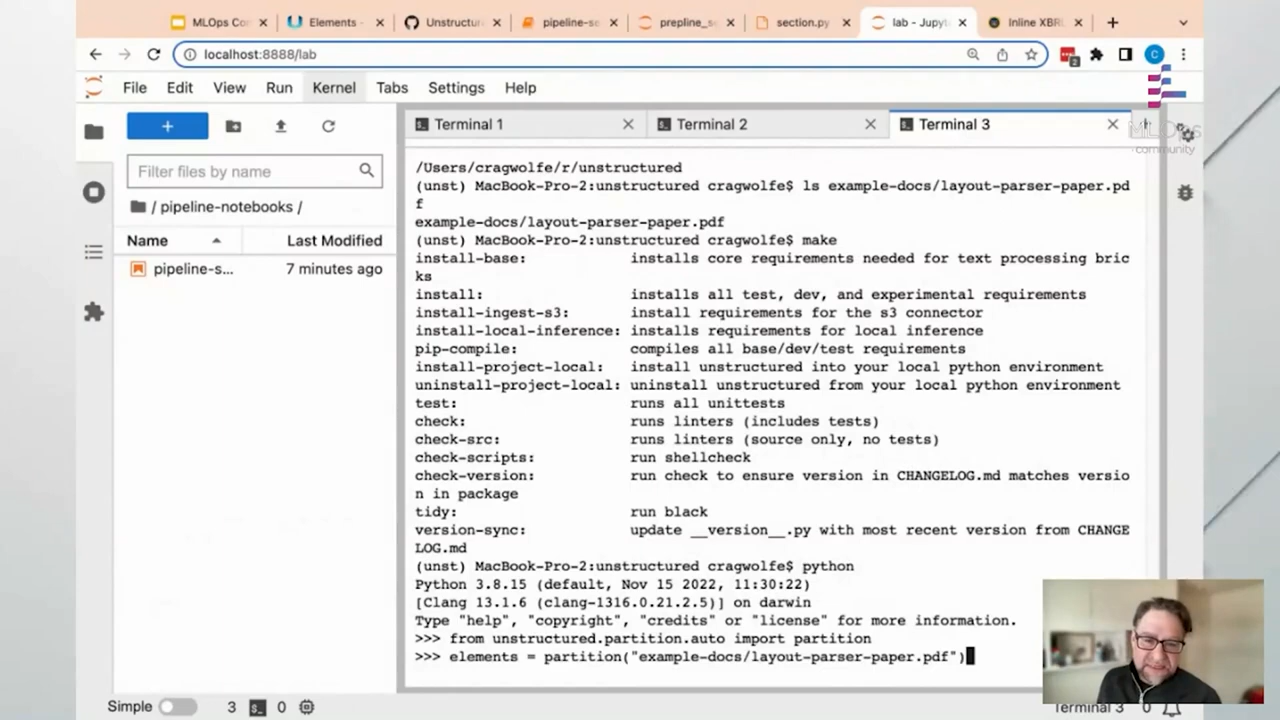 MLOps Co
Elements -
Unstructu
pipeline-se
prepline_se
section.py
lab - Jupyt
Inline XBRL
localhost:8888/lab
2
C
File Edit View Run Kernel Tabs Settings Help
MLOps
community
Terminal 1
Terminal 2
Terminal 3
Filter files by name
/ pipeline-notebooks /
Name
Last Modified
pipeline-s...
7 minutes ago
/Users/cragwolfe/r/unstructured
(unst) MacBook-Pro-2:unstructured cragwolfe$ ls example-docs/layout-parser-paper.pd
f
example-docs/layout-parser-paper.pdf
(unst) MacBook-Pro-2:unstructured cragwolfe$ make
install-base: installs core requirements needed for text processing bric
ks
install: installs all test, dev, and experimental requirements
install-ingest-s3: install requirements for the s3 connector
install-local-inference: installs requirements for local inference
pip-compile: compiles all base/dev/test requirements
install-project-local: install unstructured into your local python environment
uninstall-project-local: uninstall unstructured from your local python environment
test: runs all unittests
check: runs linters (includes tests)
check-src: runs linters (source only, no tests)
check-scripts: run shellcheck
check-version: run check to ensure version in CHANGELOG.md matches versio
n in package
tidy: run black
version-sync: update __version__.py with most recent version from CHANGE
LOG.md
(unst) MacBook-Pro-2:unstructured cragwolfe$ python
Python 3.8.15 (default, Nov 15 2022, 11:30:22)
[Clang 13.1.6 (clang-1316.0.21.2.5)] on darwin
Type "help", "copyright", "credits" or "license" for more information.
>>> from unstructured.partition.auto import partition
>>> elements = partition("example-docs/layout-parser-paper.pdf")
Simple
3
0
Terminal 3
0